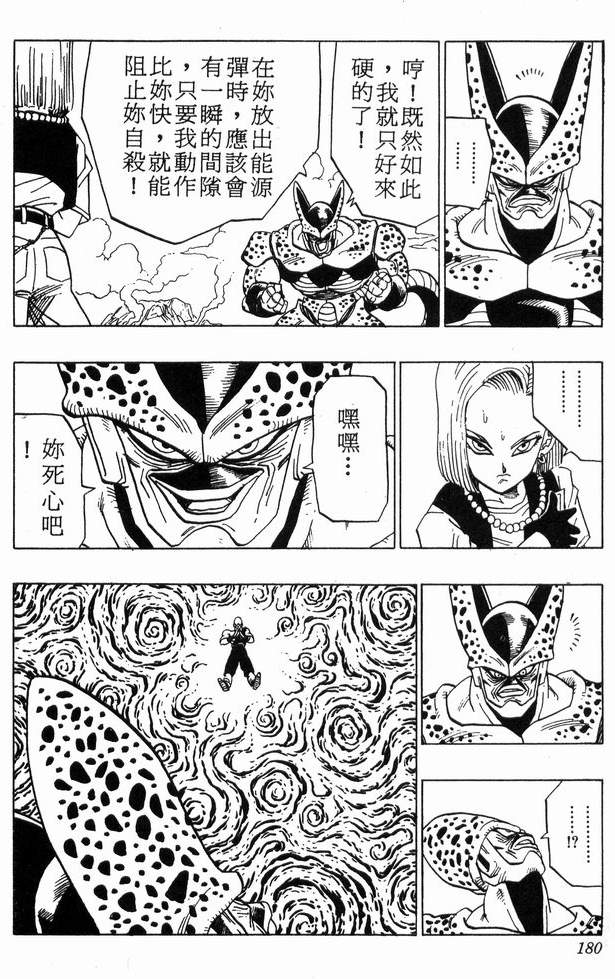 ………
哼！既然如此
，我就只好來
硬的了！
在妳放出能源
彈時，應該會
有一瞬的間隙
，只要我動作
比妳快，就能
阻止妳自殺！
………
嘿嘿…
妳死心吧
！
………
!?
180